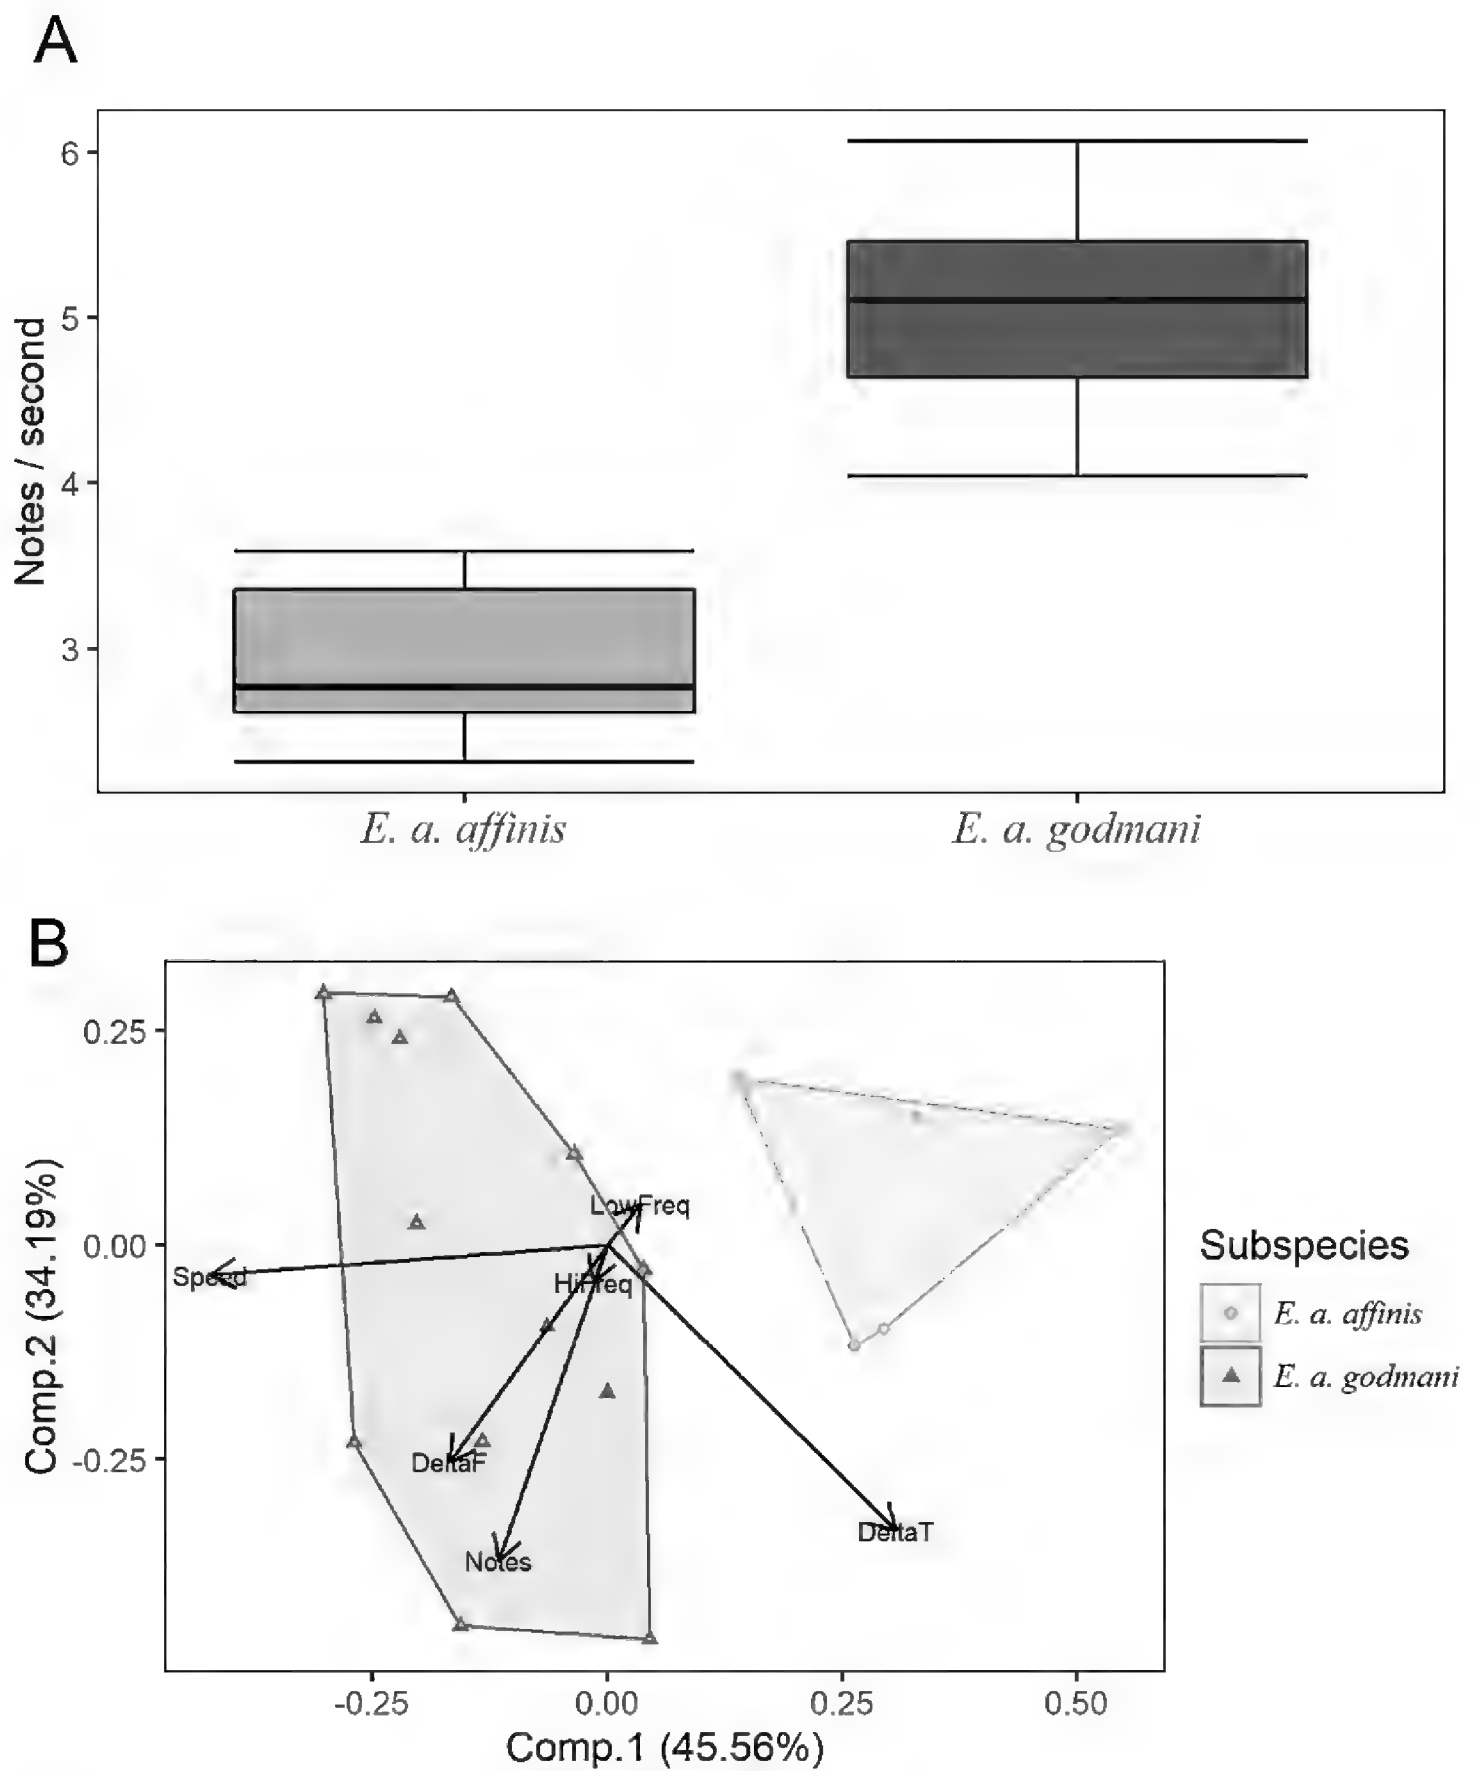 A
6
5
4
3
Notes / second
E. a. affinis
E. a. godmani
B
0.25
0.00
-0.25
Comp.2 (34.19%)
LowFreq
Speed
HiFreq
DeltaF
Notes
DeltaT
-0.25
0.00
0.25
0.50
Comp.1 (45.56%)
Subspecies
E. a. affinis
E. a. godmani